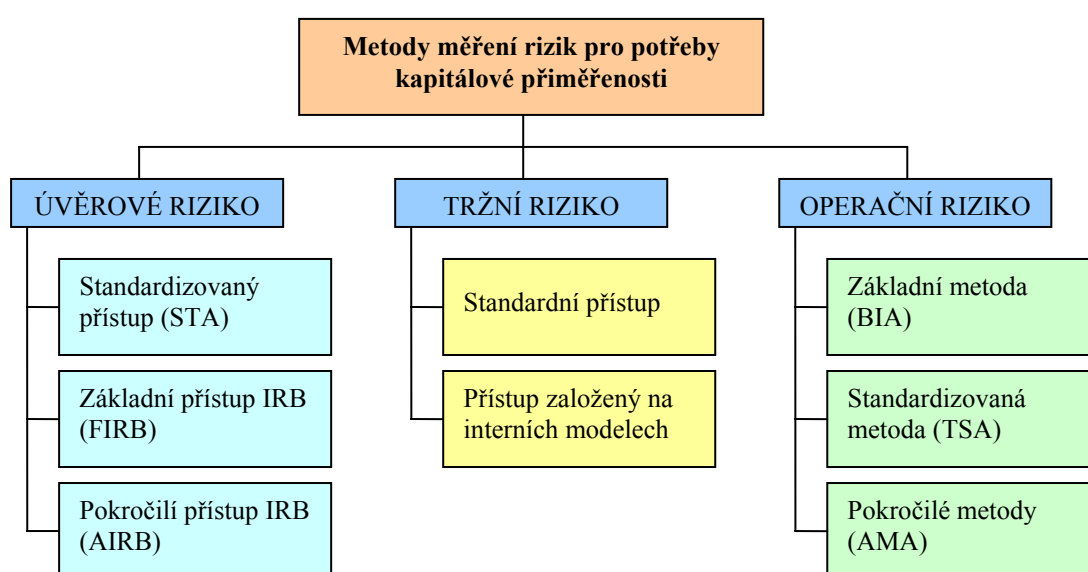 Metody měření rizik pro potřeby
kapitálové přiměřenosti
ÚVĚROVÉ RIZIKO
Standardizovaný
přístup (STA)
Základní přístup IRB
(FIRB)
Pokročilí přístup IRB
(AIRB)
TRŽNÍ RIZIKO
Standardní přístup
Přístup založený na
interních modelech
OPERAČNÍ RIZIKO
Základní metoda
(BIA)
Standardizovaná
metoda (TSA)
Pokročilé metody
(AMA)